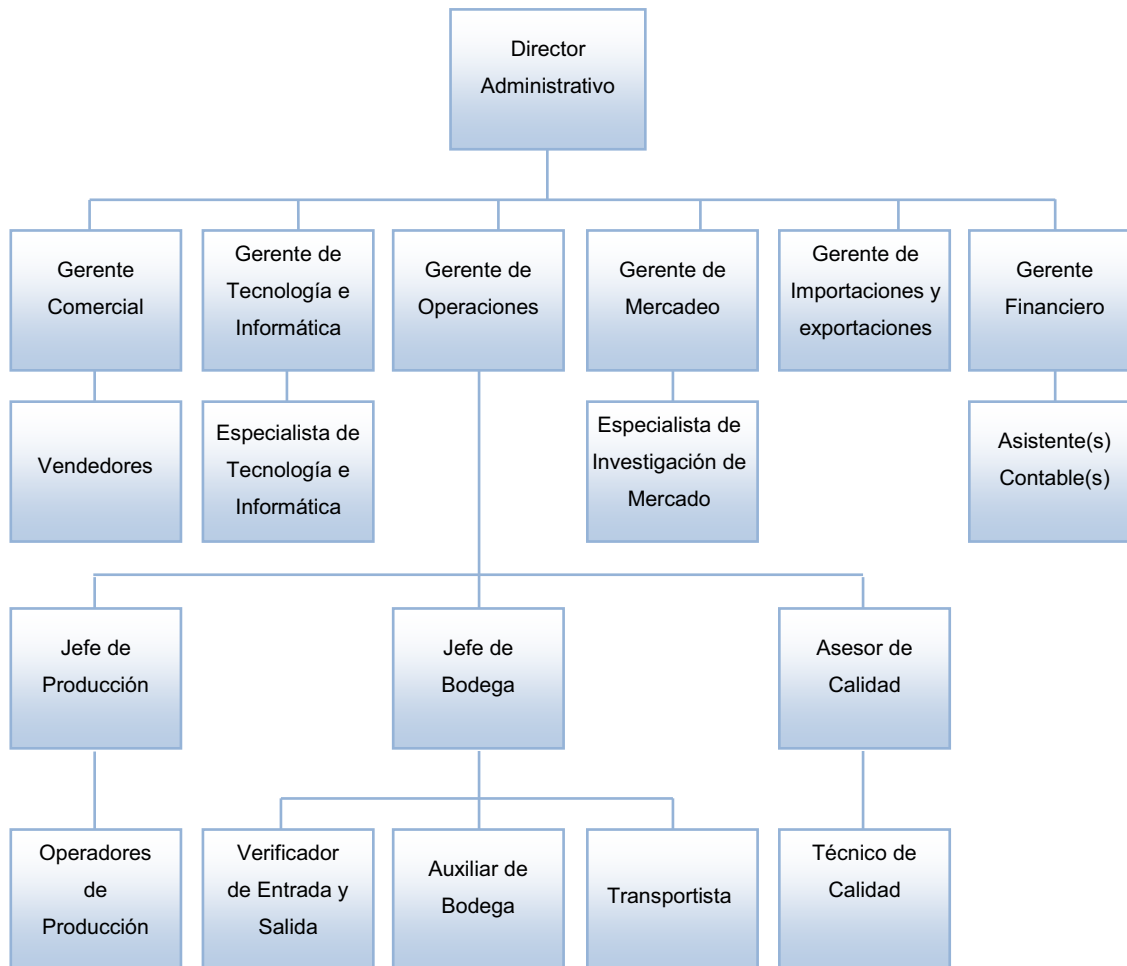 Director
Administrativo
Gerente
Comercial
Gerente de
Tecnología e
Informática
Gerente de
Operaciones
Gerente de
Mercadeo
Gerente de
Importaciones y
exportaciones
Gerente
Financiero
Vendedores
Especialista de
Tecnología e
Informática
Especialista de
Investigación de
Mercado
Asistente(s)
Contable(s)
Jefe de
Producción
Jefe de
Bodega
Asesor de
Calidad
Operadores
de
Producción
Verificador
de Entrada y
Salida
Auxiliar de
Bodega
Transportista
Técnico de
Calidad